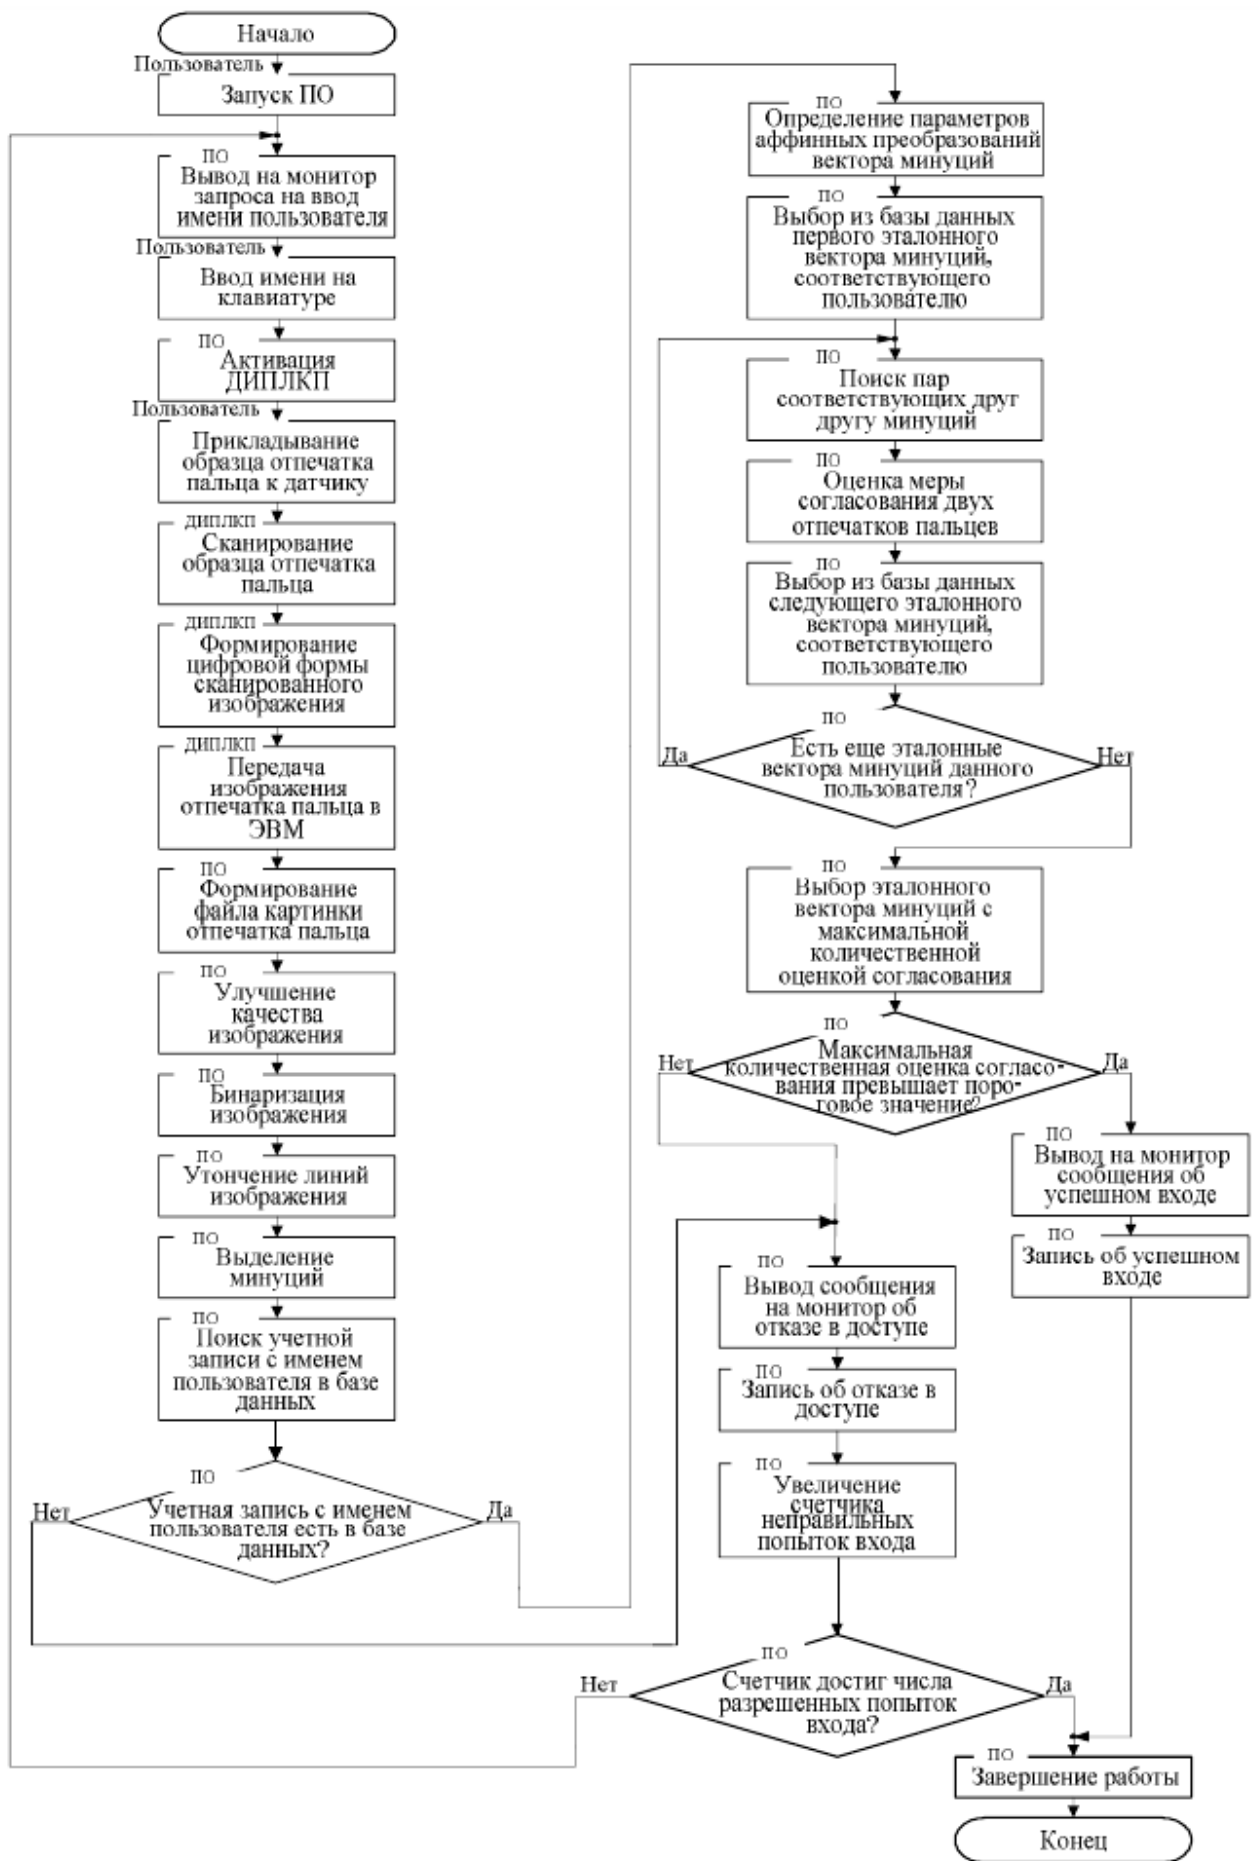 Начало
Пользователь
Запуск ПО
ПО
Вывод на монитор
запроса на ввод
имени пользователя
Пользователь
Ввод имени на
клавиатуре
ПО
Активация
ДИПЛКП
Пользователь
Прикладывание
образца отпечатка
пальца к датчику
ДИПЛКП
Сканирование
образца отпечатка
пальца
ДИПЛКП
Формирование
цифровой формы
сканированного
изображения
ДИПЛКП
Передача
изображения
отпечатка пальца в
ЭВМ
ПО
Формирование
файла картинки
отпечатка пальца
ПО
Улучшение
качества
изображения
ПО
Бинаризация
изображения
ПО
Утончение линий
изображения
ПО
Выделение
минуций
ПО
Поиск учетной
записи с именем
пользователя в базе
данных
ПО
Нет
Учетная запись с именем
пользователя есть в базе
данных?
Да
ПО
Определение параметров
аффинных преобразований
вектора минуций
ПО
Выбор из базы данных
первого эталонного
вектора минуций,
соответствующего
пользователю
ПО
Поиск пар
соответствующих друг
другу минуций
ПО
Оценка меры
согласования двух
отпечатков пальцев
ПО
Выбор из базы данных
следующего эталонного
вектора минуций,
соответствующего
пользователю
ПО
Да
Есть еще эталонные
вектора минуций данного
пользователя?
Нет
ПО
Выбор эталонного
вектора минуций с
максимальной
количественной
оценкой согласования
ПО
Нет
Максимальная
количественная оценка согласо-
вания превышает поро-
говое значение?
Да
ПО
Вывод на монитор
сообщения об
успешном входе
ПО
Запись об успешном
входе
ПО
Вывод сообщения
на монитор об
отказе в доступе
ПО
Запись об отказе в
доступе
ПО
Увеличение
счетчика
неправильных
попыток входа
ПО
Нет
Счетчик достиг числа
разрешенных попыток
входа?
Да
ПО
Завершение работы
Конец